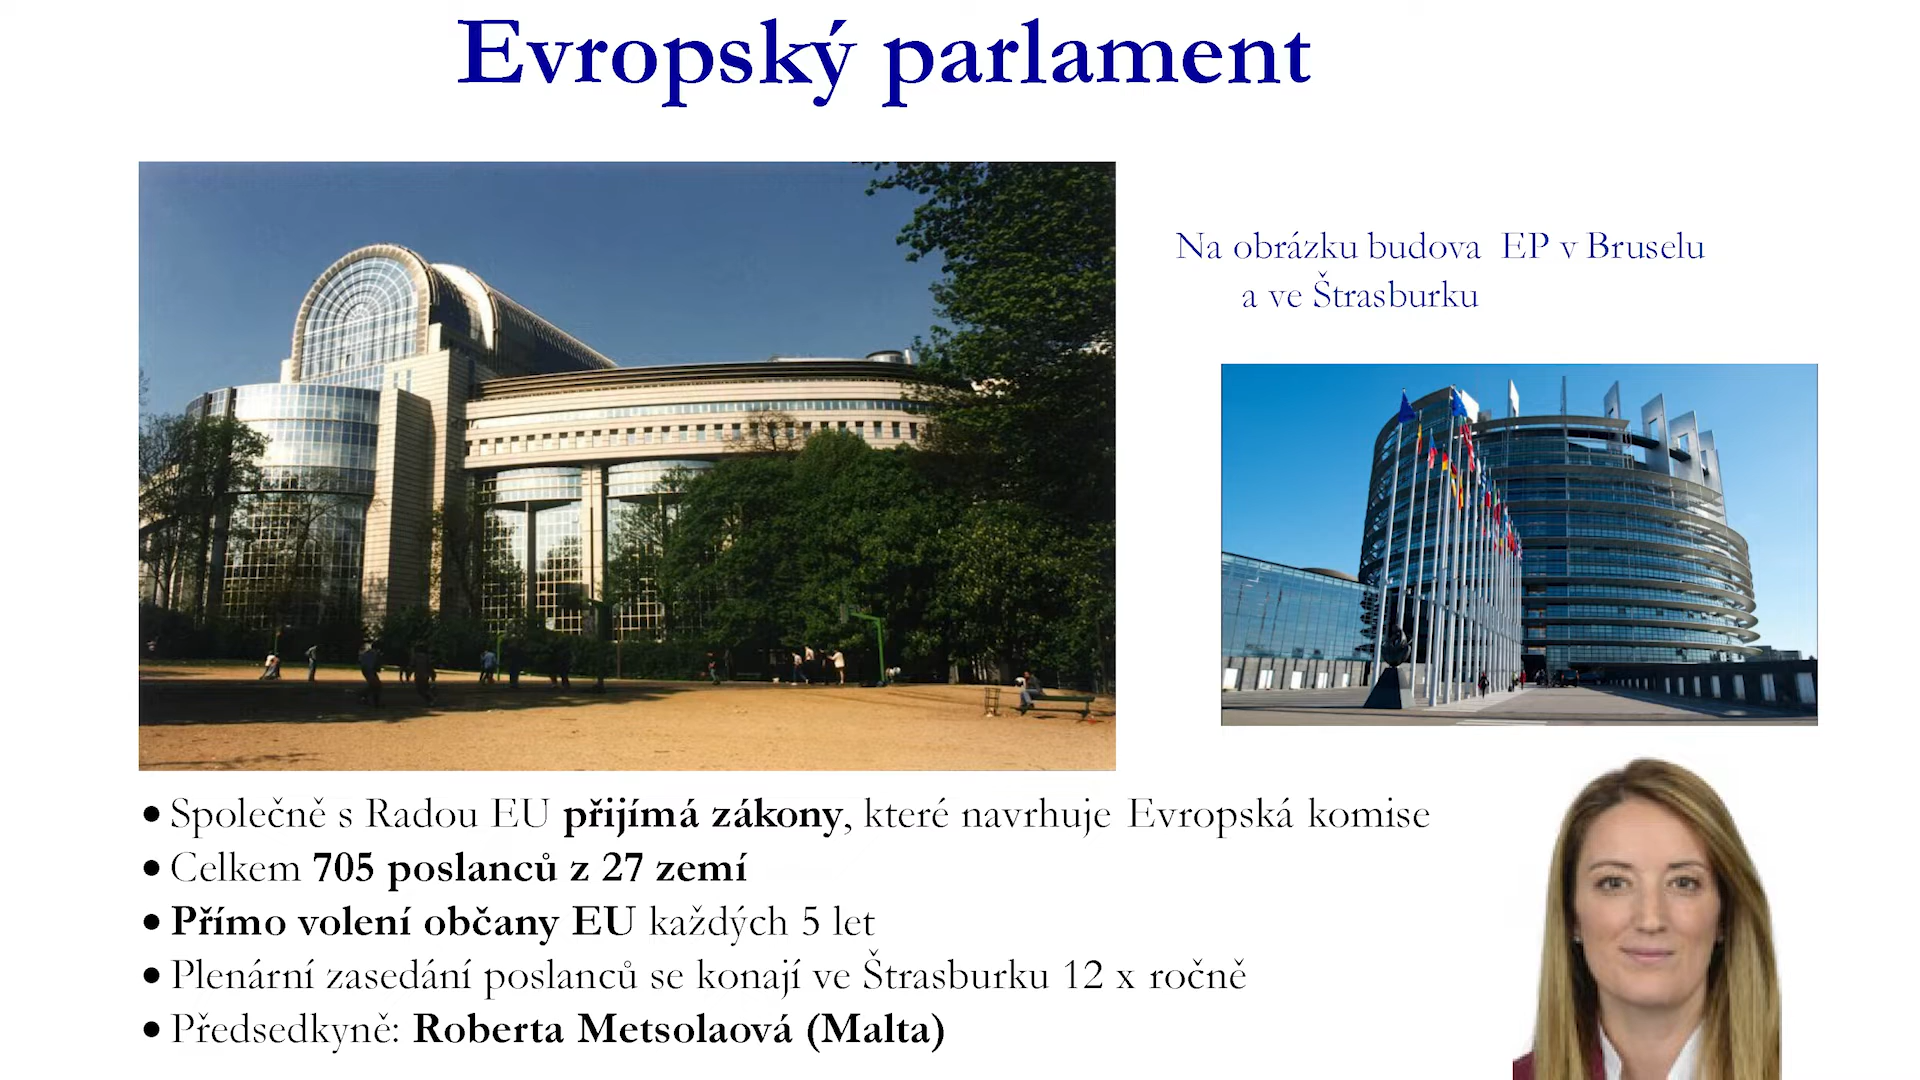 Evropský parlament
Na obrázku budova EP v Bruselu
a ve Štrasburku
• Společně s Radou EU přijímá zákony, které navrhuje Evropská komise
• Celkem 705 poslanců z 27 zemí
• Přímo volení občany EU každých 5 let
• Plenární zasedání poslanců se konají ve Štrasburku 12 x ročně
• Předsedkyně: Roberta Metsolaová (Malta)